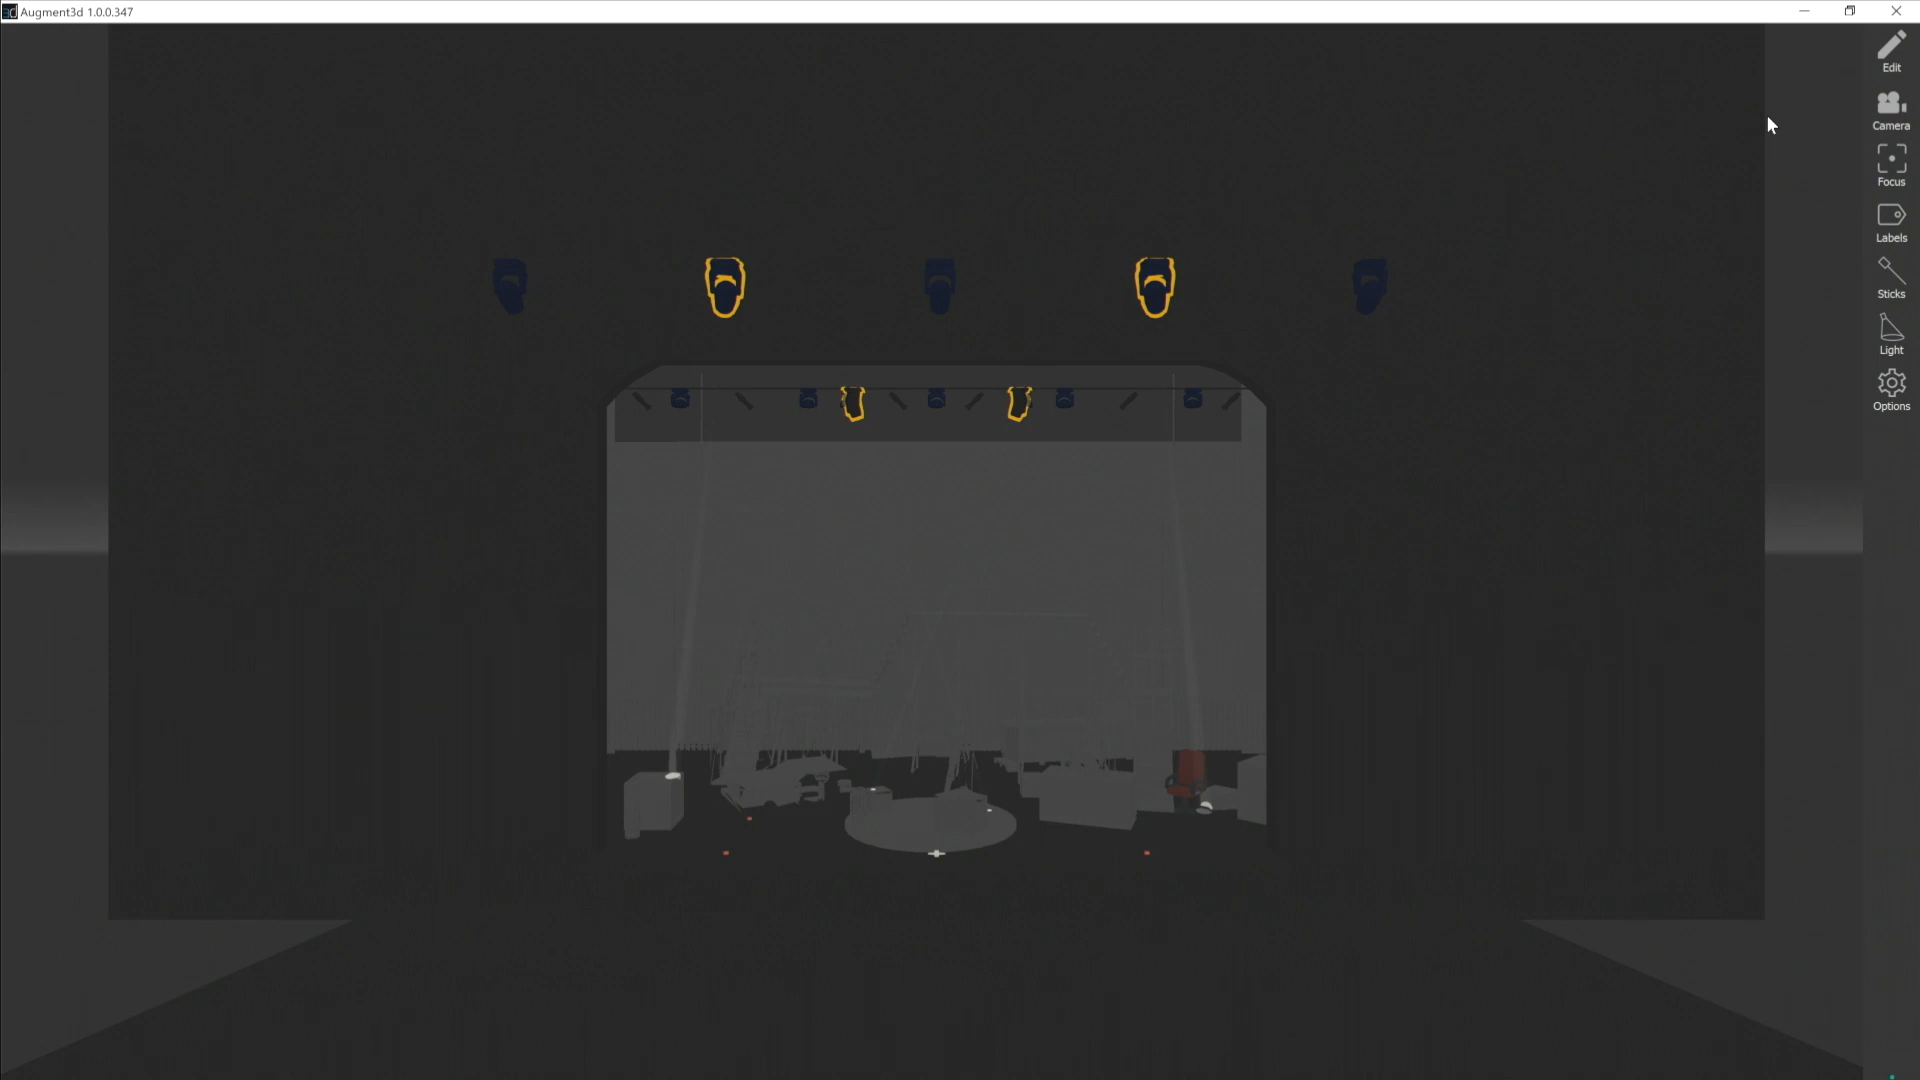 Augment3d 1.0.0.347
Edit
Camera
Focus
Labels
Sticks
Light
Options